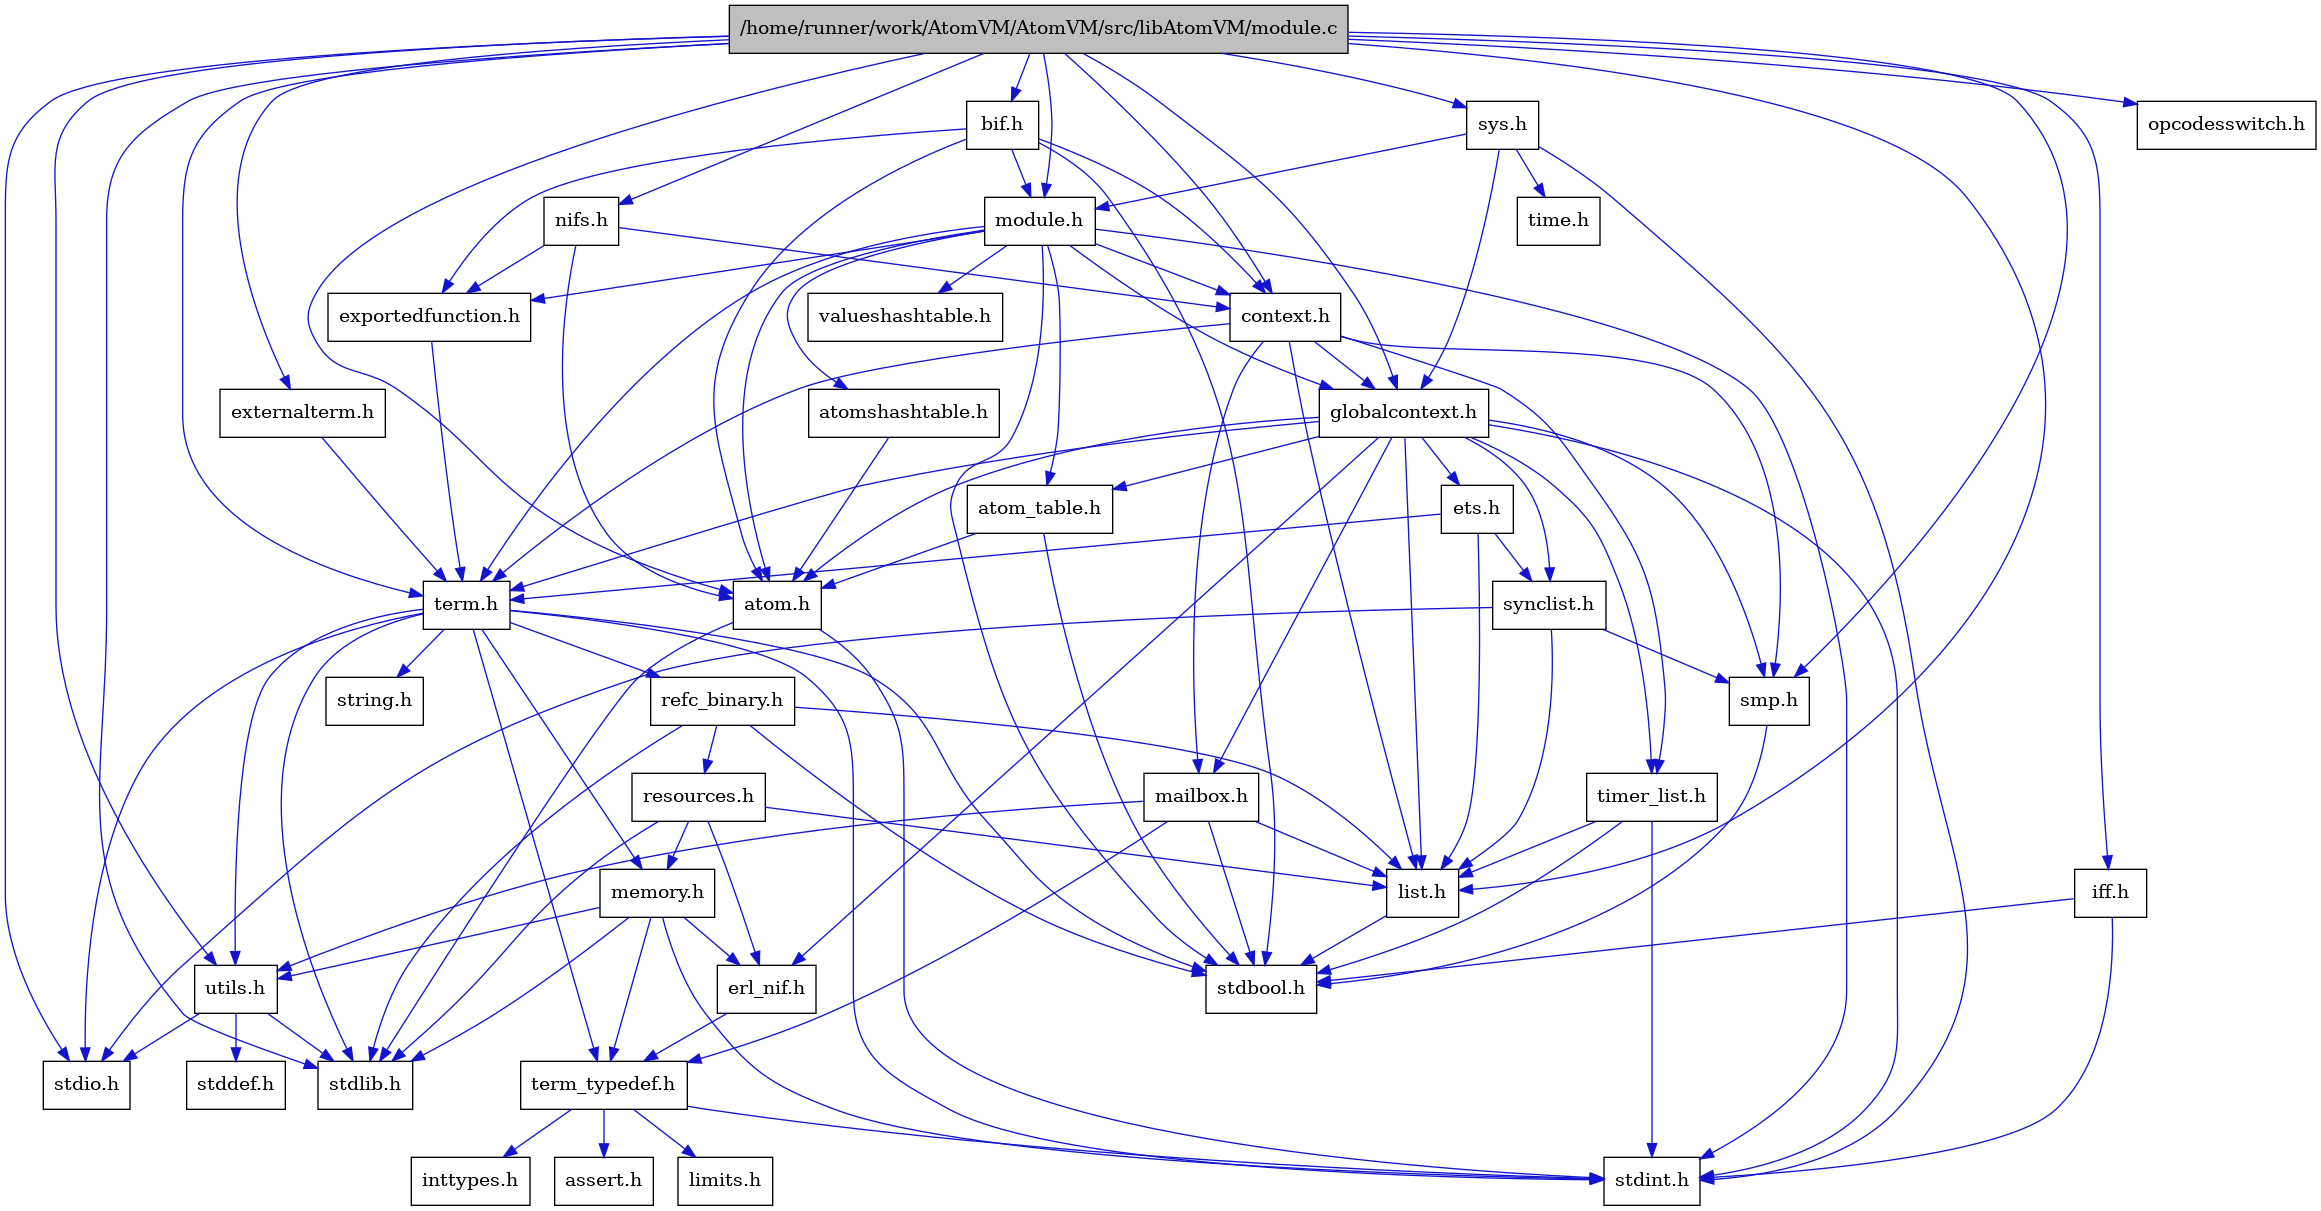 /home/runner/work/AtomVM/AtomVM/src/libAtomVM/module.c
bif.h
sys.h
opcodesswitch.h
nifs.h
module.h
time.h
exportedfunction.h
valueshashtable.h
context.h
externalterm.h
atomshashtable.h
globalcontext.h
atom_table.h
ets.h
term.h
atom.h
synclist.h
string.h
refc_binary.h
smp.h
resources.h
mailbox.h
timer_list.h
memory.h
list.h
iff.h
utils.h
erl_nif.h
stdbool.h
stdio.h
stddef.h
stdlib.h
term_typedef.h
inttypes.h
assert.h
limits.h
stdint.h